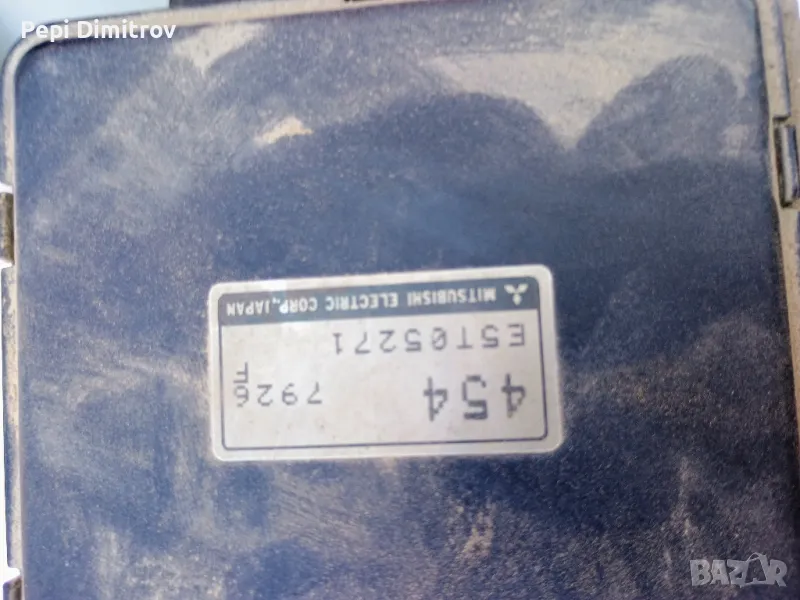 Pepi Dimitrov
MITSUBISHI ELECTRIC CORP., JAPAN
E5T05271
454 7926
T
BAZAR